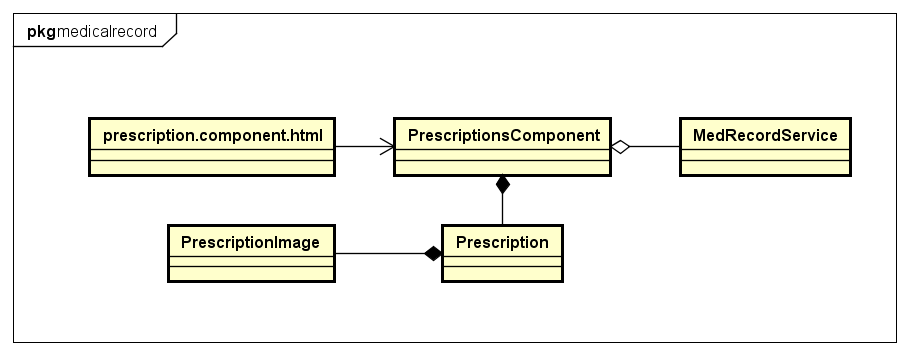 pkgmedicalrecord
prescription.component.html
PrescriptionsComponent
MedRecordService
PrescriptionImage
Prescription